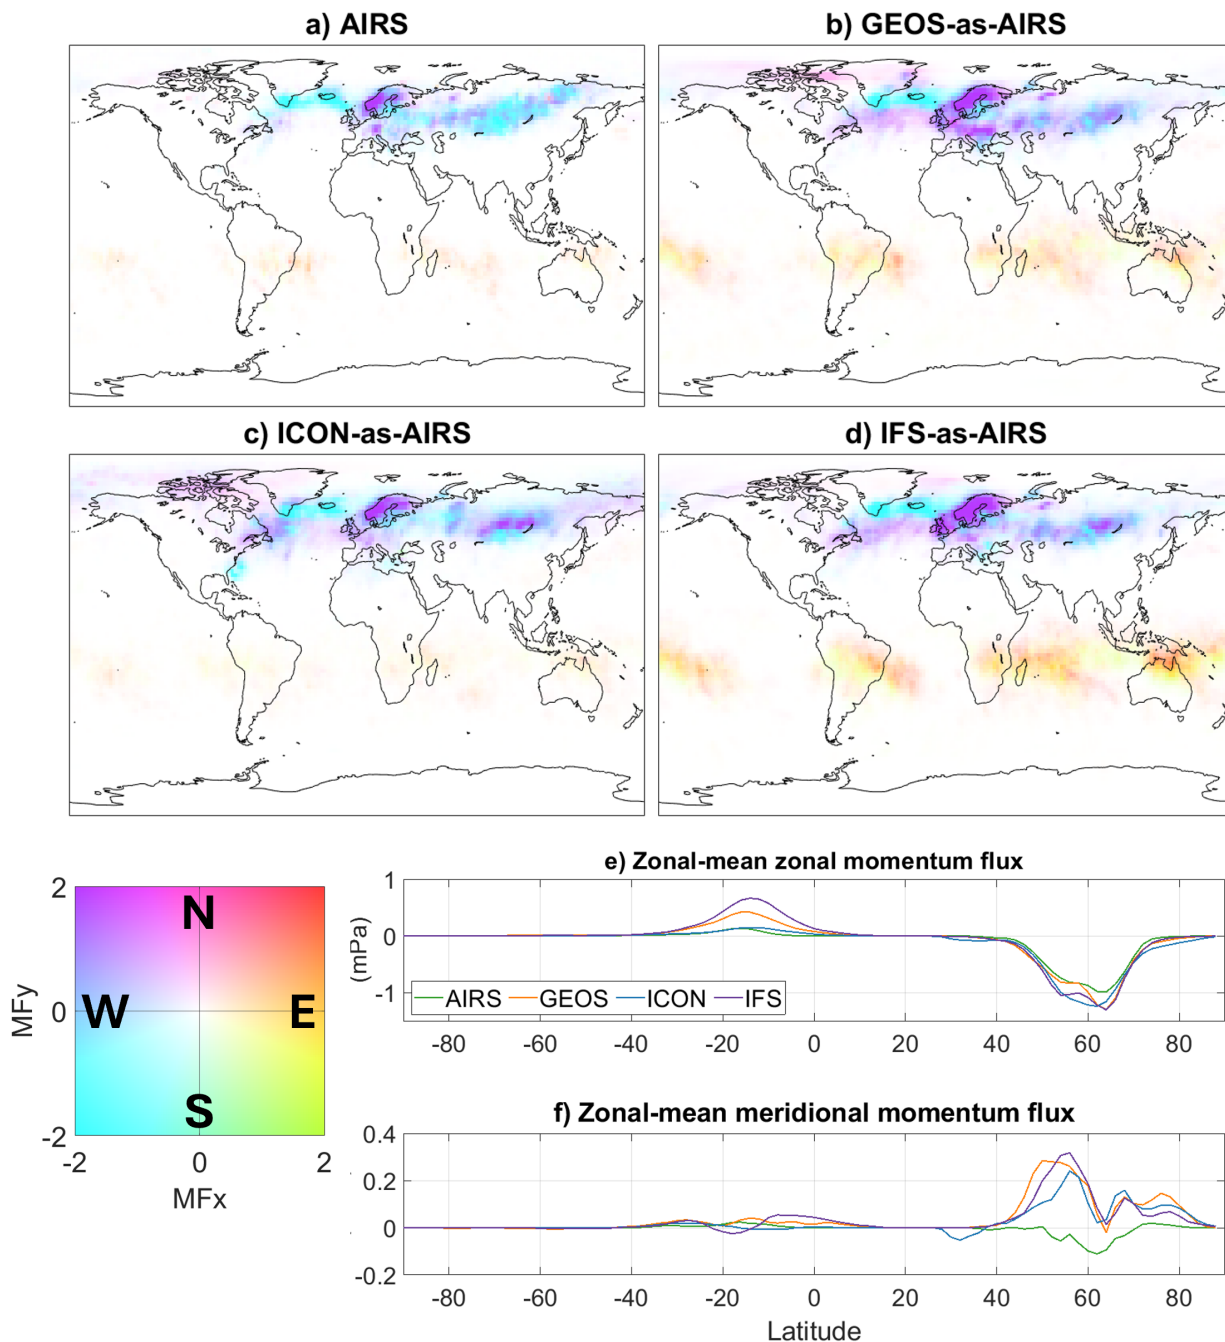 a) AIRS
b) GEOS-as-AIRS
c) ICON-as-AIRS
d) IFS-as-AIRS
2
0
-2
MFy
N
W
E
S
-2
0
2
MFx
e) Zonal-mean zonal momentum flux
1
0
-1
(mPa)
AIRS GEOS ICON IFS
-80 -60 -40 -20 0 20 40 60 80
f) Zonal-mean meridional momentum flux
0.4
0.2
0
-0.2
-80 -60 -40 -20 0 20 40 60 80
Latitude